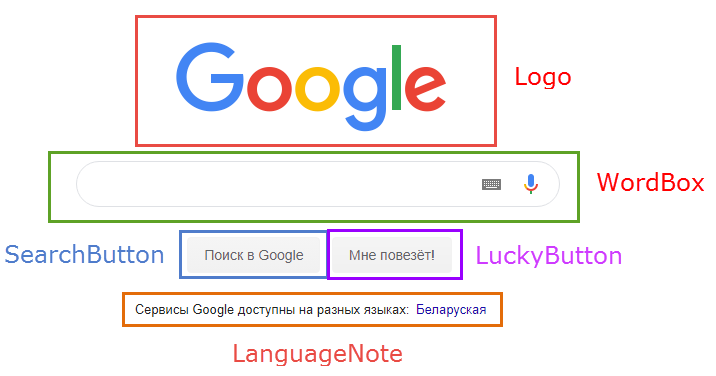 Google Logo
WordBox
SearchButton Поиск в Google Мне повезёт! LuckyButton
Сервисы Google доступны на разных языках: Беларуская
LanguageNote